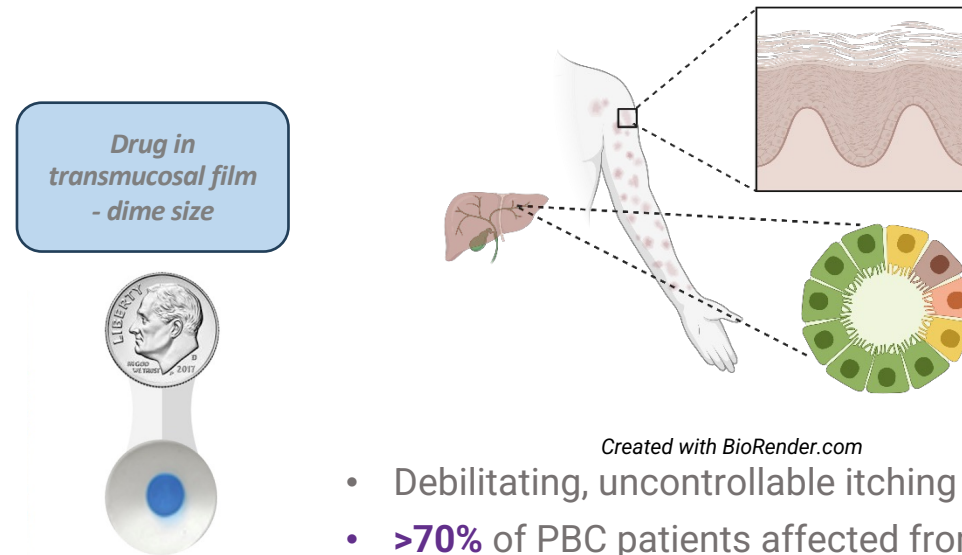 Drug in
transmucosal film
- dime size
LIBERTY
IN GOD
WE TRUST
D
2017
Created with BioRender.com
• Debilitating, uncontrollable itching
• >70% of PBC patients affected from